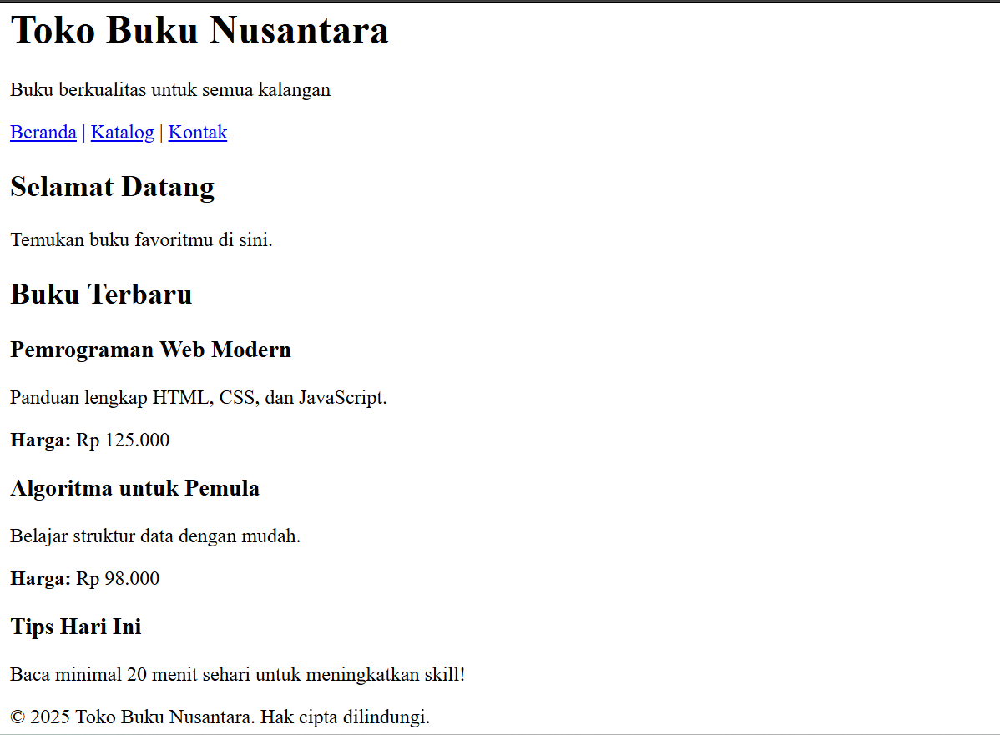 Toko Buku Nusantara
Buku berkualitas untuk semua kalangan
Beranda | Katalog | Kontak
Selamat Datang
Temukan buku favoritmu di sini.
Buku Terbaru
Pemrograman Web Modern
Panduan lengkap HTML, CSS, dan JavaScript.
Harga: Rp 125.000
Algoritma untuk Pemula
Belajar struktur data dengan mudah.
Harga: Rp 98.000
Tips Hari Ini
Baca minimal 20 menit sehari untuk meningkatkan skill!
© 2025 Toko Buku Nusantara. Hak cipta dilindungi.